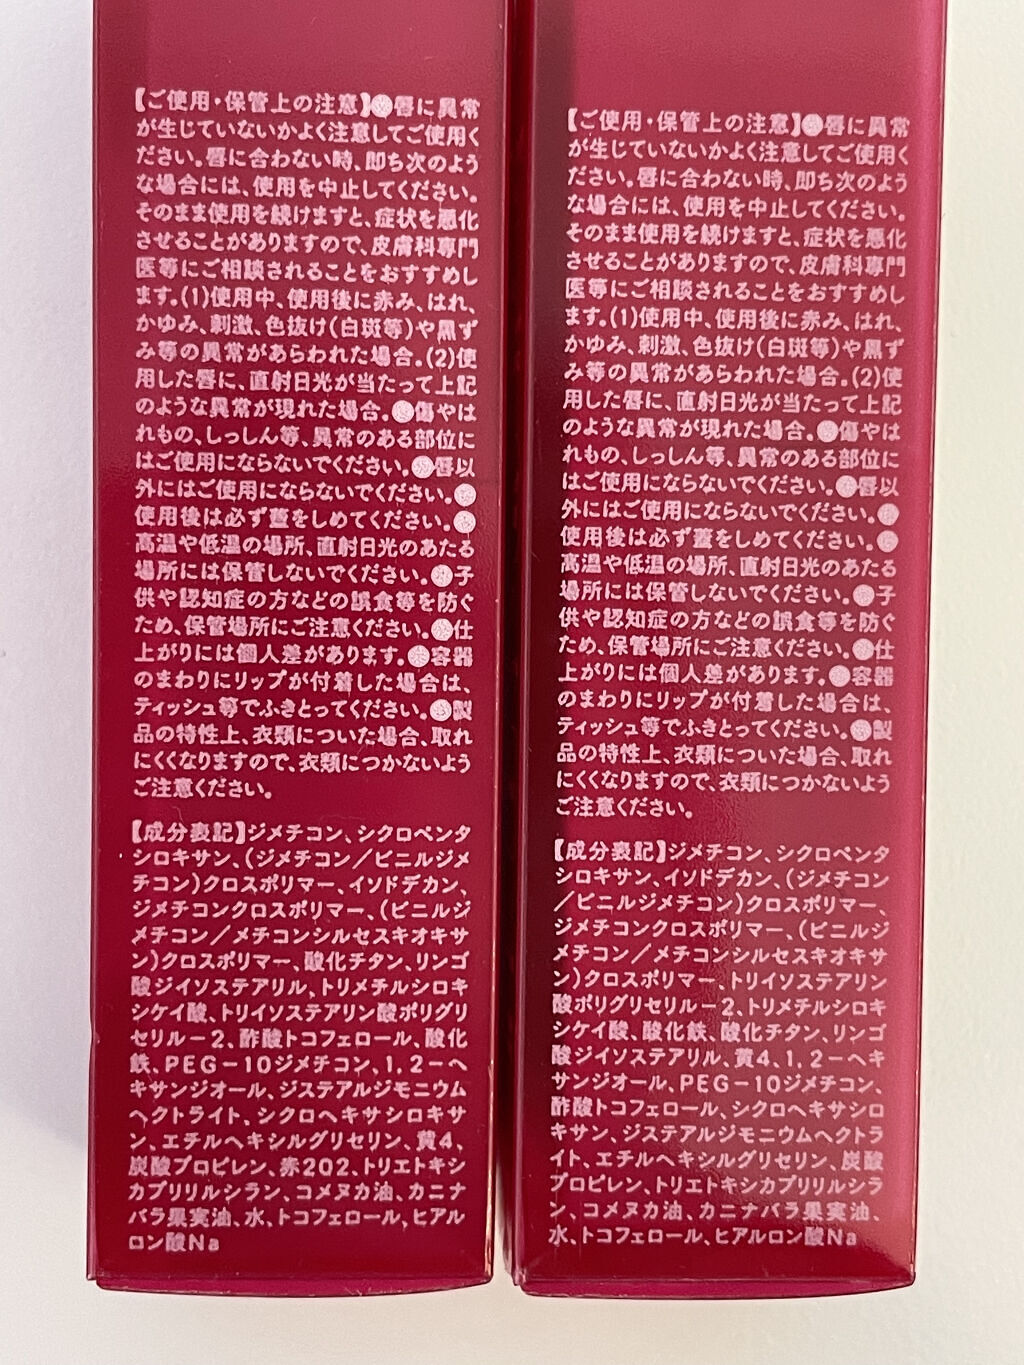 【ご使用・保管上の注意】●唇に異常
が生じていないかよく注意してご使用く
ださい。唇に合わない時、即ち次のよう
な場合には、使用を中止してください。
そのまま使用を続けますと、症状を悪化
させることがありますので、皮膚科専門
医等にご相談されることをおすすめし
ます。(1)使用中、使用後に赤み、はれ、
かゆみ、刺激、色抜け(白斑等)や黒ず
み等の異常があらわれた場合。(2)使
用した唇に、直射日光が当たって上記
のような異常が現れた場合。●傷やは
れもの、しっしん等、異常のある部位に
はご使用にならないでください。●唇以
外にはご使用にならないでください。●
使用後は必ず蓋をしめてください。●
高温や低温の場所、直射日光のあたる
場所には保管しないでください。●子
供や認知症の方などの誤食等を防ぐ
ため、保管場所にご注意ください。●仕
上がりには個人差があります。●容器
のまわりにリップが付着した場合は、
ティッシュ等でふきとってください。●製
品の特性上、衣類についた場合、取れ
にくくなりますので、衣類につかないよう
ご注意ください。
【成分表記】ジメチコン、シクロペンタ
シロキサン、(ジメチコン/ビニルジメ
チコン)クロスポリマー、イソドデカン、
ジメチコンクロスポリマー、(ビニルジ
メチコン/メチコンシルセスキオキサ
ン)クロスポリマー、酸化チタン、リンゴ
酸ジイソステアリル、トリメチルシロキ
シケイ酸、トリイソステアリン酸ポリグリ
セリル-2、酢酸トコフェロール、酸化
鉄、PEG-10ジメチコン、1,2-ヘ
キサンジオール、ジステアルジモニウム
ヘクトライト、シクロヘキサシロキサ
ン、エチルヘキシルグリセリン、黄4、
炭酸プロピレン、赤202、トリエトキシ
カプリリルシラン、コメヌカ油、カニナ
バラ果実油、水、トコフェロール、ヒアル
ロン酸Na
【ご使用・保管上の注意】●唇に異常
が生じていないかよく注意してご使用く
ださい。唇に合わない時、即ち次のよう
な場合には、使用を中止してください。
そのまま使用を続けますと、症状を悪化
させることがありますので、皮膚科専門
医等にご相談されることをおすすめし
ます。(1)使用中、使用後に赤み、はれ、
かゆみ、刺激、色抜け(白斑等)や黒ず
み等の異常があらわれた場合。(2)使
用した唇に、直射日光が当たって上記
のような異常が現れた場合。●傷やは
れもの、しっしん等、異常のある部位に
はご使用にならないでください。●唇以
外にはご使用にならないでください。●
使用後は必ず蓋をしめてください。●
高温や低温の場所、直射日光のあたる
場所には保管しないでください。●子
供や認知症の方などの誤食等を防ぐ
ため、保管場所にご注意ください。●仕
上がりには個人差があります。●容器
のまわりにリップが付着した場合は、
ティッシュ等でふきとってください。●製
品の特性上、衣類についた場合、取れ
にくくなりますので、衣類につかないよう
ご注意ください。
【成分表記】ジメチコン、シクロペンタ
シロキサン、イソドデカン、(ジメチコン
/ビニルジメチコン)クロスポリマー、
ジメチコンクロスポリマー、(ビニルジ
メチコン/メチコンシルセスキオキサ
ン)クロスポリマー、トリイソステアリン
酸ポリグリセリル-2、トリメチルシロキ
シケイ酸、酸化鉄、酸化チタン、リンゴ
酸ジイソステアリル、黄4、1,2-ヘキ
サンジオール、PEG-10ジメチコン、
酢酸トコフェロール、シクロヘキサシロ
キサン、ジステアルジモニウムヘクトラ
イト、エチルヘキシルグリセリン、炭酸
プロピレン、トリエトキシカプリリルシラ
ン、コメヌカ油、カニナバラ果実油、
水、トコフェロール、ヒアルロン酸Na